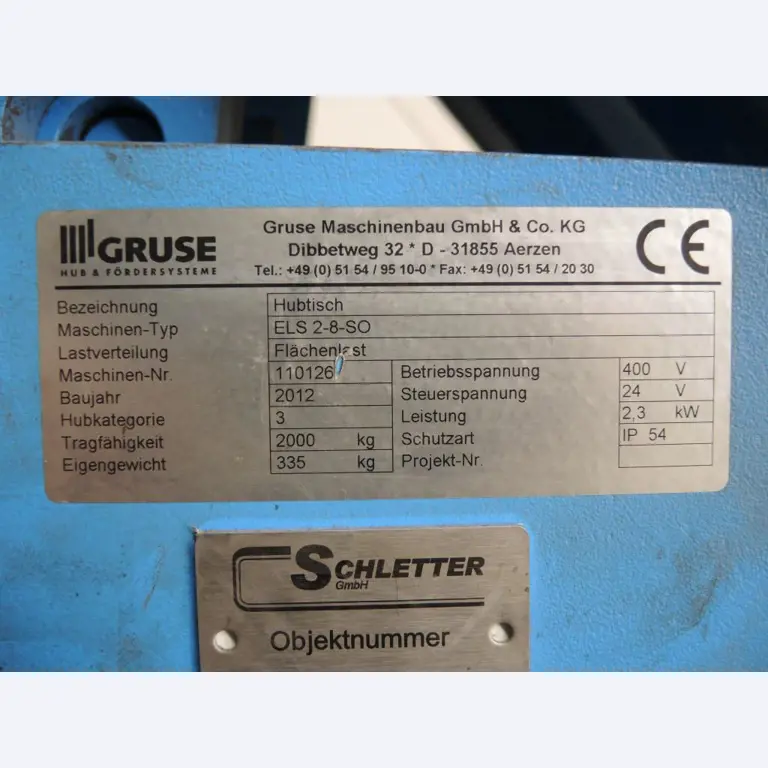 GRUSE
HUB & FÖRDERSYSTEME
Gruse Maschinenbau GmbH & Co. KG
Dibbetweg 32 * D - 31855 Aerzen
Tel.: +49 (0) 51 54 / 95 10-0 * Fax: +49 (0) 51 54 / 20 30
CE
Bezeichnung Hubtisch
Maschinen-Typ ELS 2-8-SO
Lastverteilung Flächenlast
Maschinen-Nr. 110126 Betriebsspannung 400 V
Baujahr 2012 Steuerspannung 24 V
Hubkategorie 3 Leistung 2,3 kW
Tragfähigkeit 2000 kg Schutzart IP 54
Eigengewicht 335 kg Projekt-Nr.
SCHLETTER
GmbH
Objektnummer